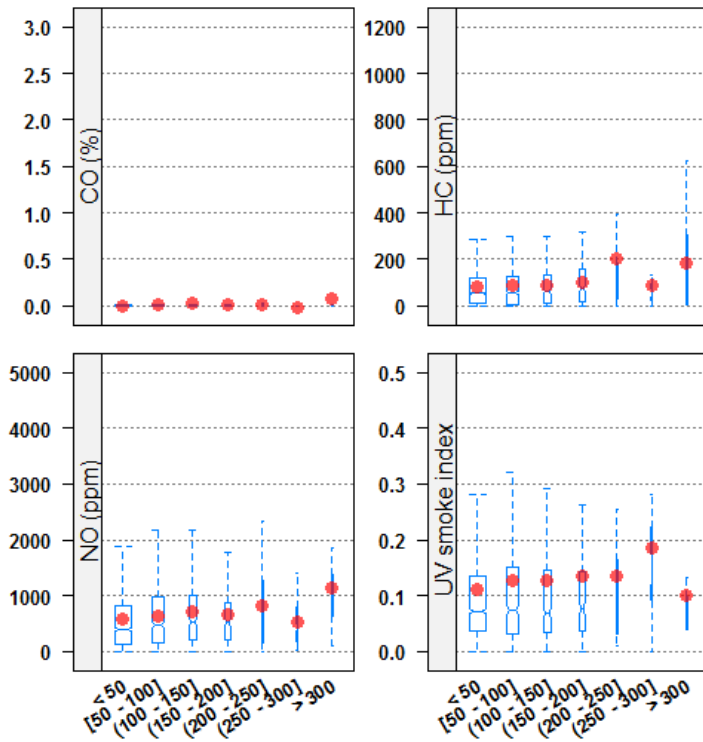 3.0
2.5
2.0
1.5
1.0
0.5
0.0
CO (%)
1200
1000
800
600
400
200
0
HC (ppm)
5000
4000
3000
2000
1000
0
NO (ppm)
0.5
0.4
0.3
0.2
0.1
0.0
UV smoke index
< 50
[50 - 100]
(100 - 150]
(150 - 200]
(200 - 250]
(250 - 300]
> 300
< 50
[50 - 100]
(100 - 150]
(150 - 200]
(200 - 250]
(250 - 300]
> 300